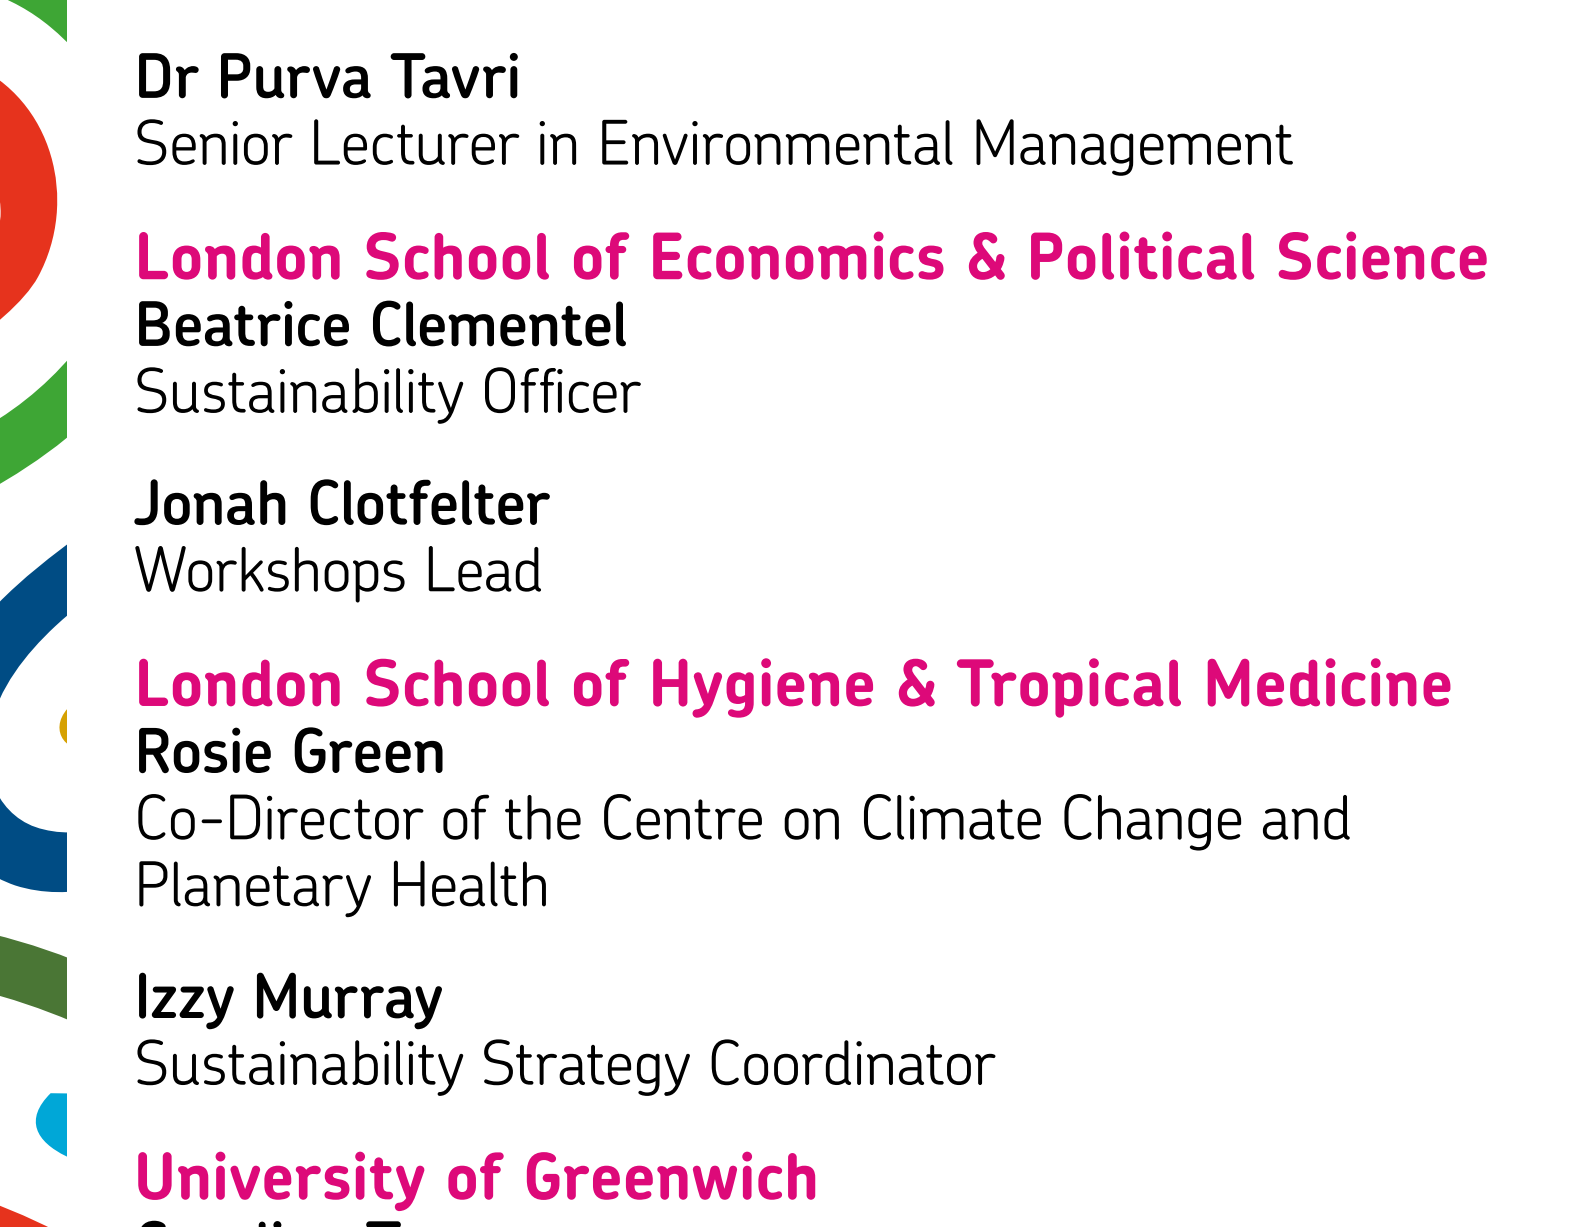 Dr Purva Tavri
Senior Lecturer in Environmental Management
London School of Economics & Political Science
Beatrice Clementel
Sustainability Officer
Jonah Clotfelter
Workshops Lead
London School of Hygiene & Tropical Medicine
Rosie Green
Co-Director of the Centre on Climate Change and
Planetary Health
Izzy Murray
Sustainability Strategy Coordinator
University of Greenwich